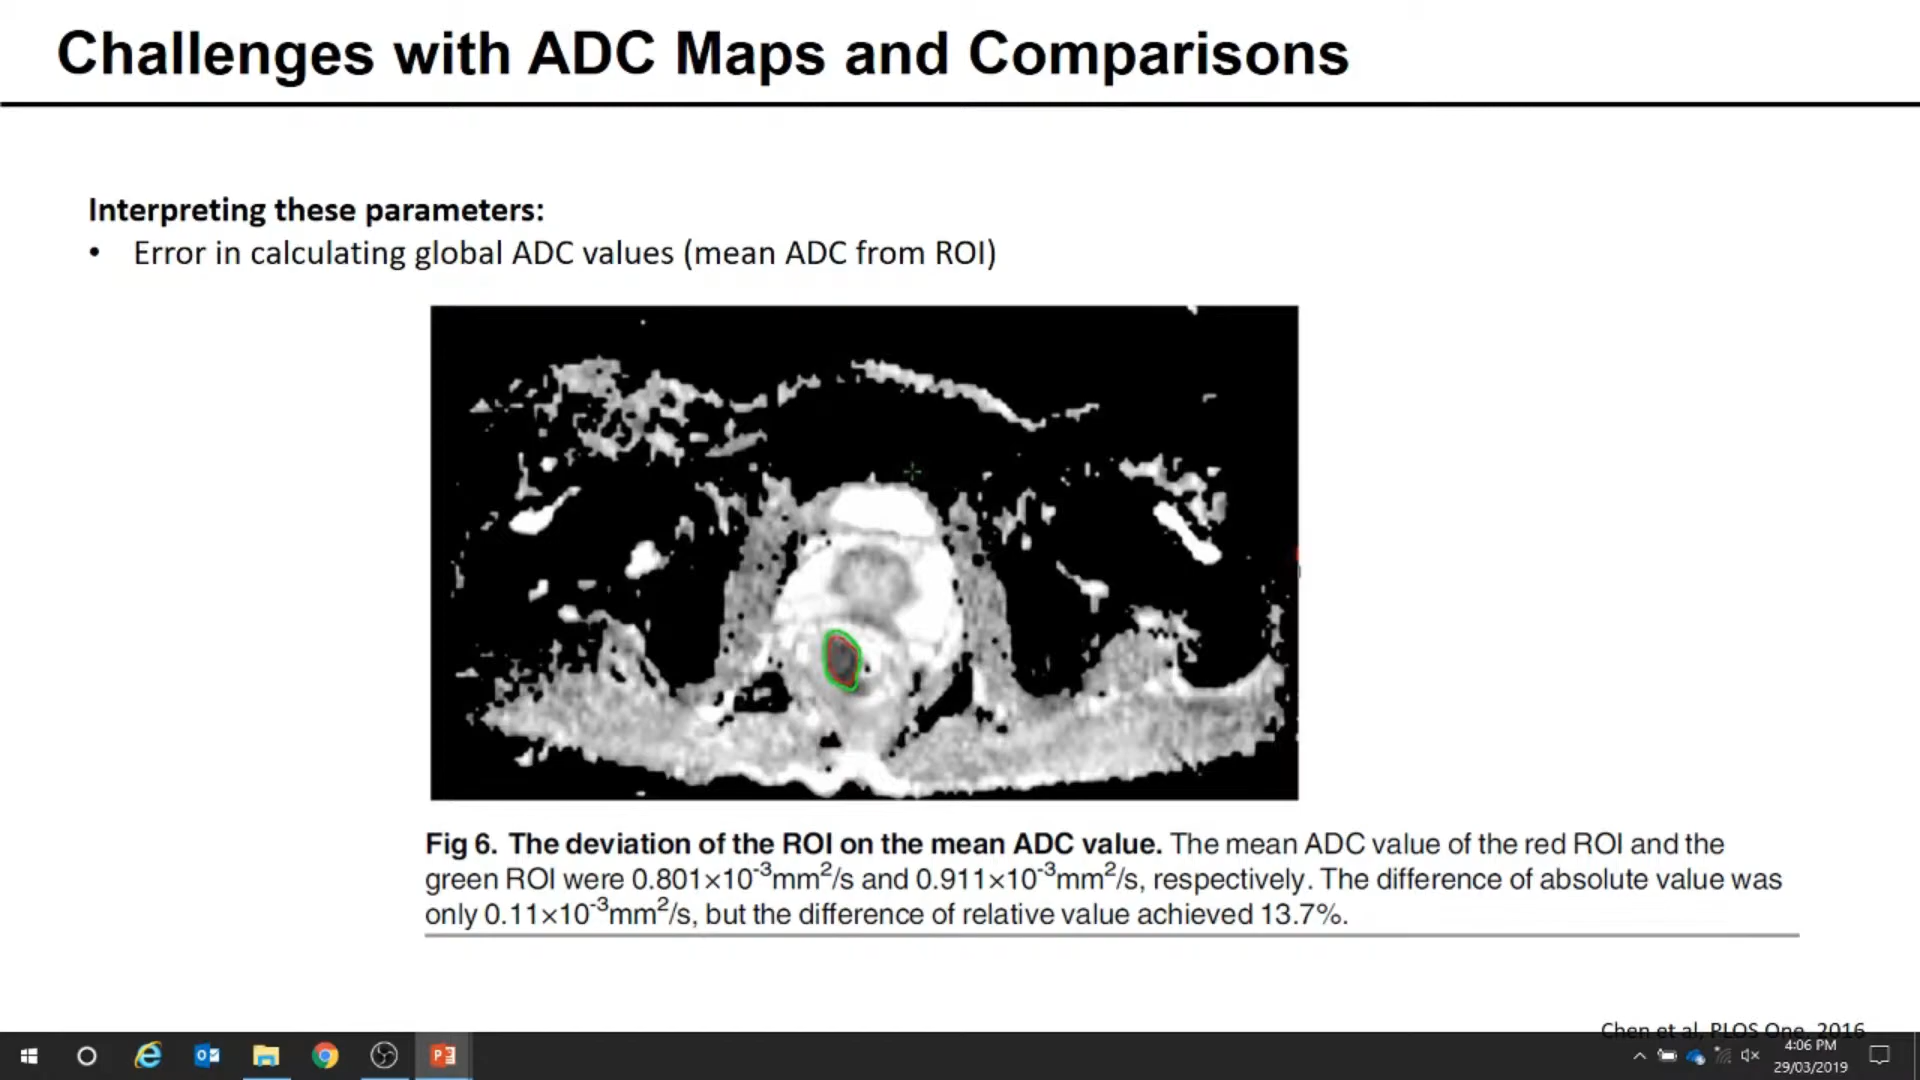 Challenges with ADC Maps and Comparisons
Interpreting these parameters:
• Error in calculating global ADC values (mean ADC from ROI)
Fig 6. The deviation of the ROI on the mean ADC value. The mean ADC value of the red ROI and the
green ROI were 0.801×10⁻³mm²/s and 0.911×10⁻³mm²/s, respectively. The difference of absolute value was
only 0.11×10⁻³mm²/s, but the difference of relative value achieved 13.7%.
Chen et al, PLOS One, 2016
4:06 PM
29/03/2019